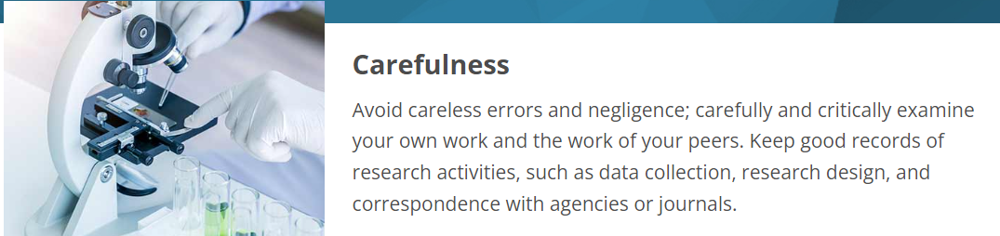 Carefulness
Avoid careless errors and negligence; carefully and critically examine
your own work and the work of your peers. Keep good records of
research activities, such as data collection, research design, and
correspondence with agencies or journals.